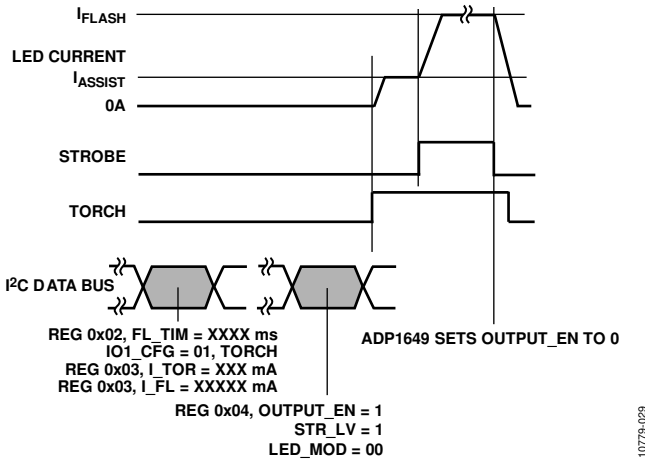 IFLASH
LED CURRENT
IASSIST
0A
STROBE
TORCH
I2C DATA BUS
REG 0x02, FL_TIM = XXXX ms
IO1_CFG = 01, TORCH
REG 0x03, I_TOR = XXX mA
REG 0x03, I_FL = XXXXX mA
ADP1649 SETS OUTPUT_EN TO 0
REG 0x04, OUTPUT_EN = 1
STR_LV = 1
LED_MOD = 00
10779-029